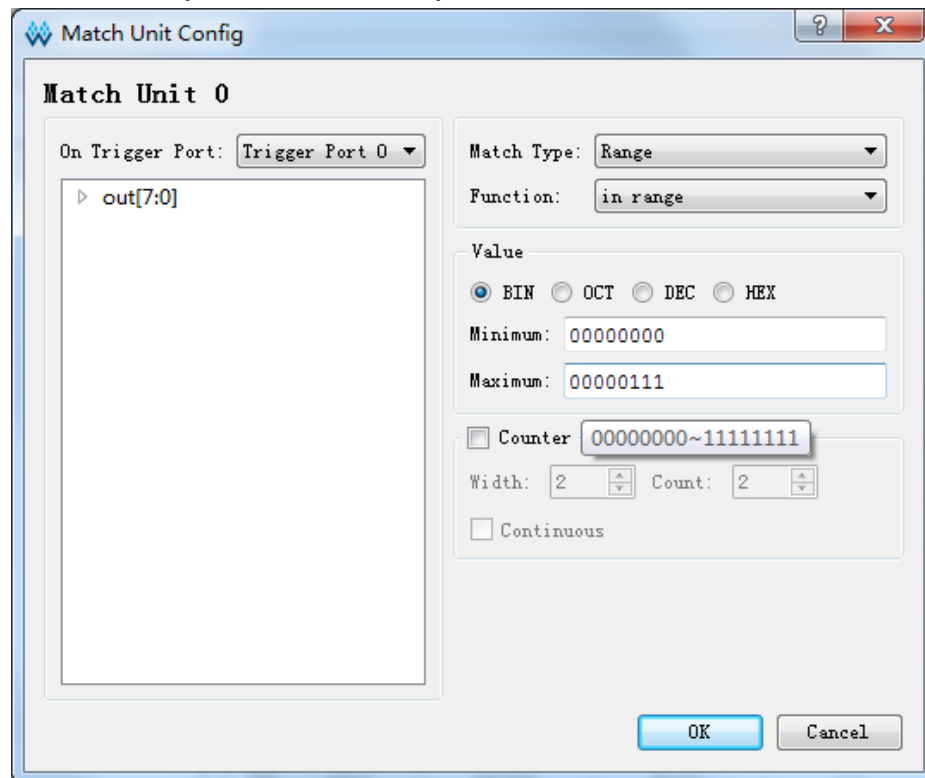 Match Unit Config
Match Unit 0
On Trigger Port: Trigger Port 0
out[7:0]
Match Type: Range
Function: in range
Value
BIN OCT DEC HEX
Minimum: 00000000
Maximum: 00000111
Counter 00000000~11111111
Width: 2 Count: 2
Continuous
OK Cancel